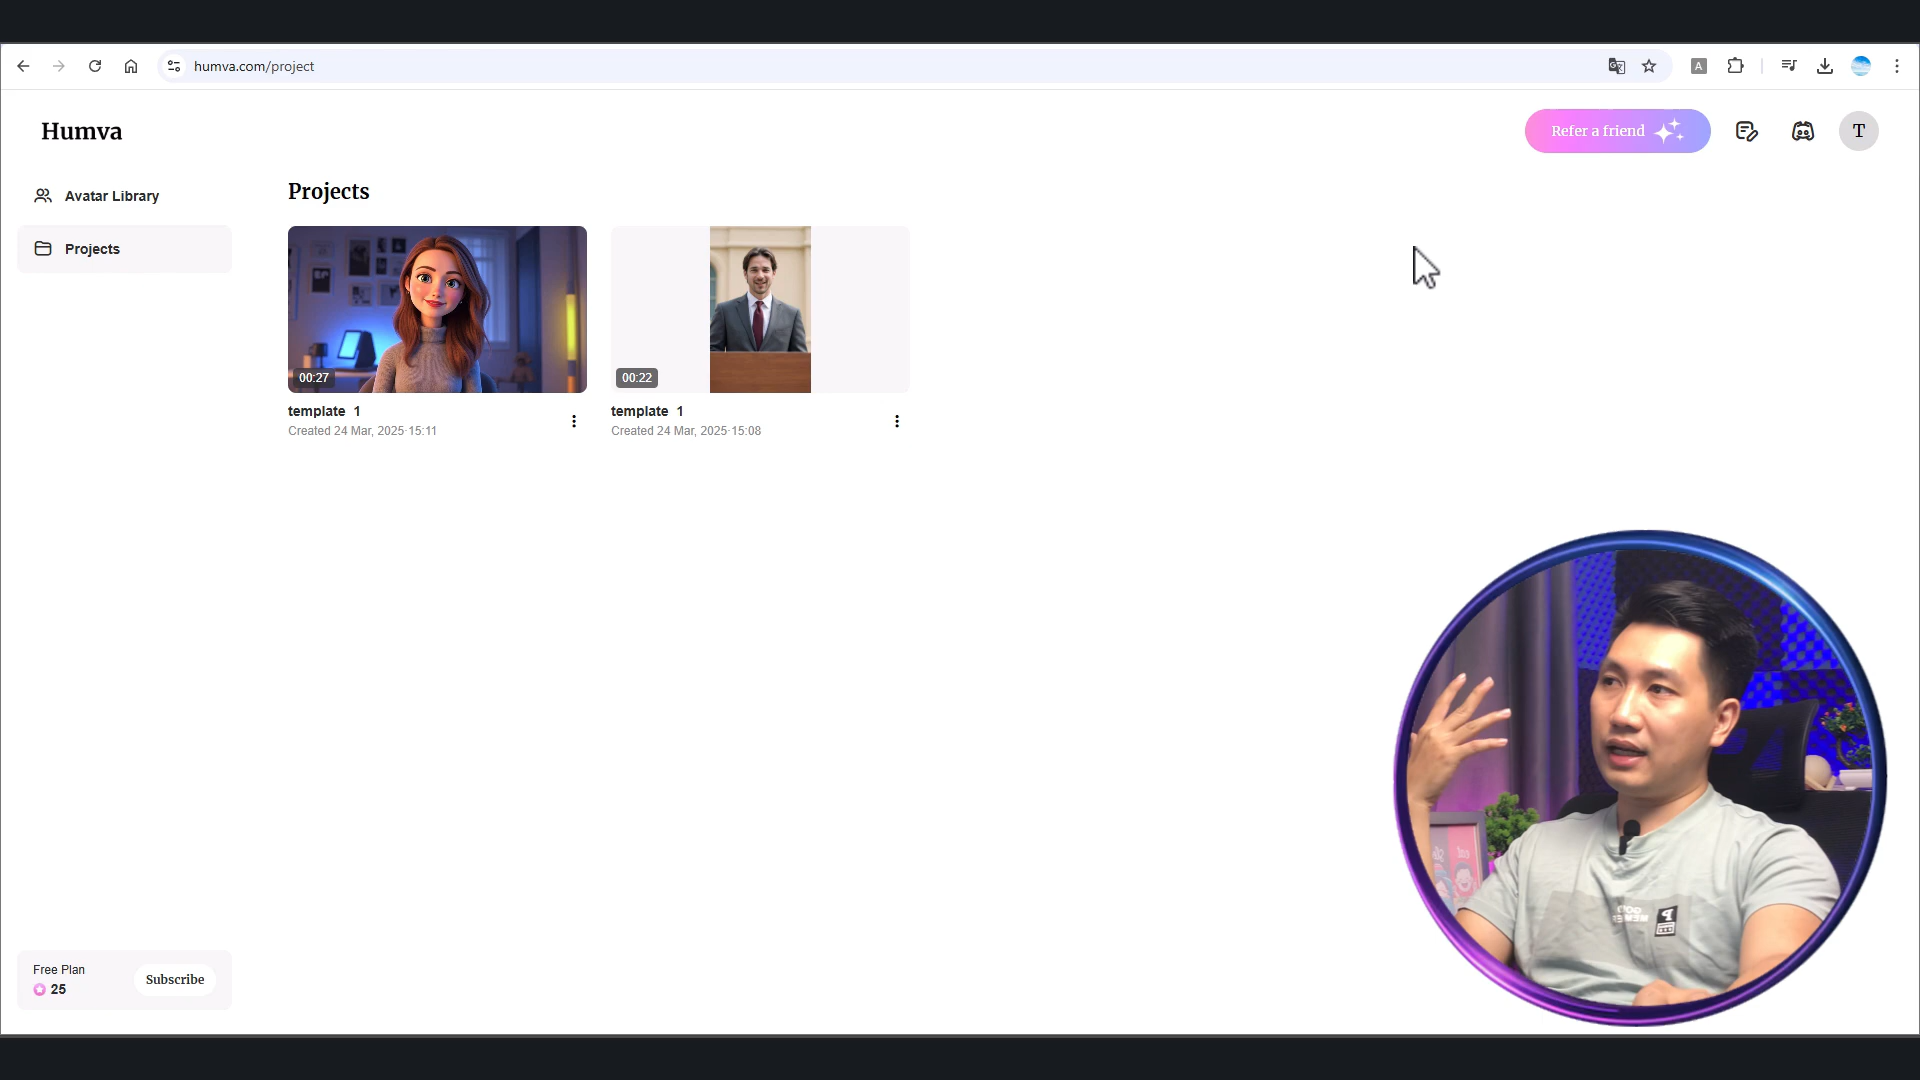 humva.com/project
A
Humva
Refer a friend
T
Avatar Library
Projects
Projects
00:27
00:22
template 1
Created 24 Mar, 2025·15:11
template 1
Created 24 Mar, 2025·15:08
Free Plan
25
Subscribe